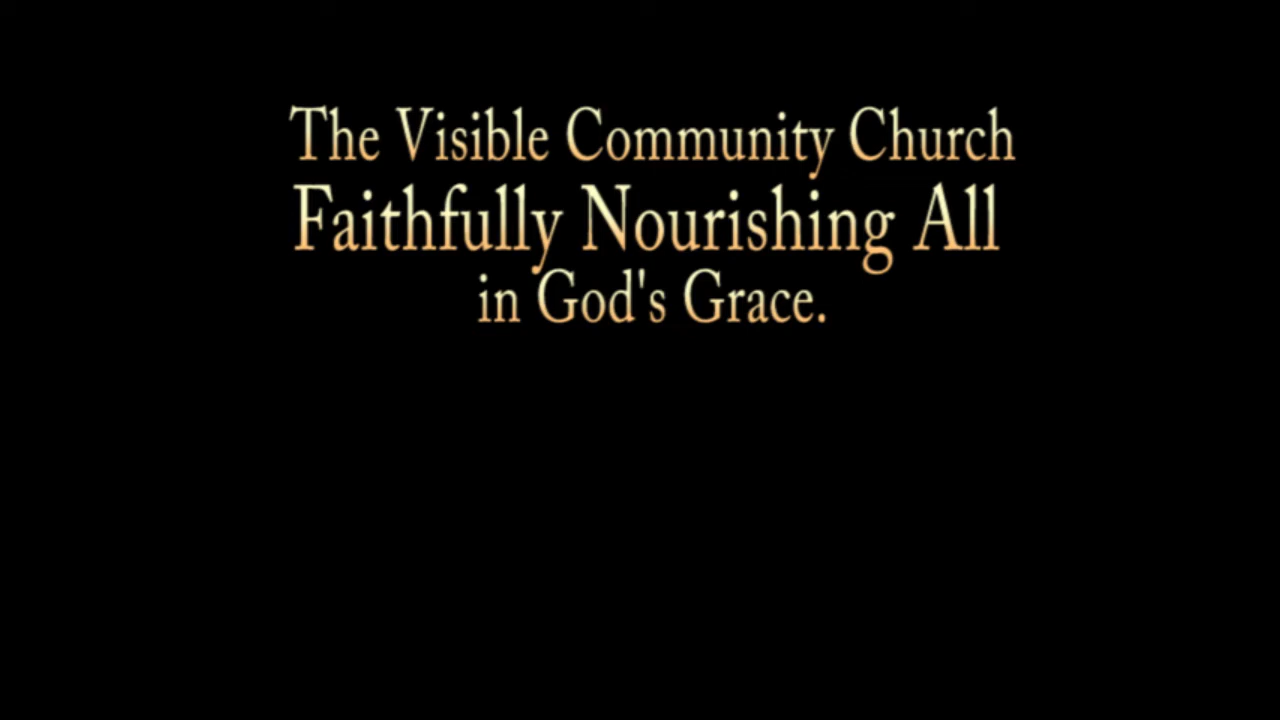 The Visible Community Church
Faithfully Nourishing All
in God's Grace.